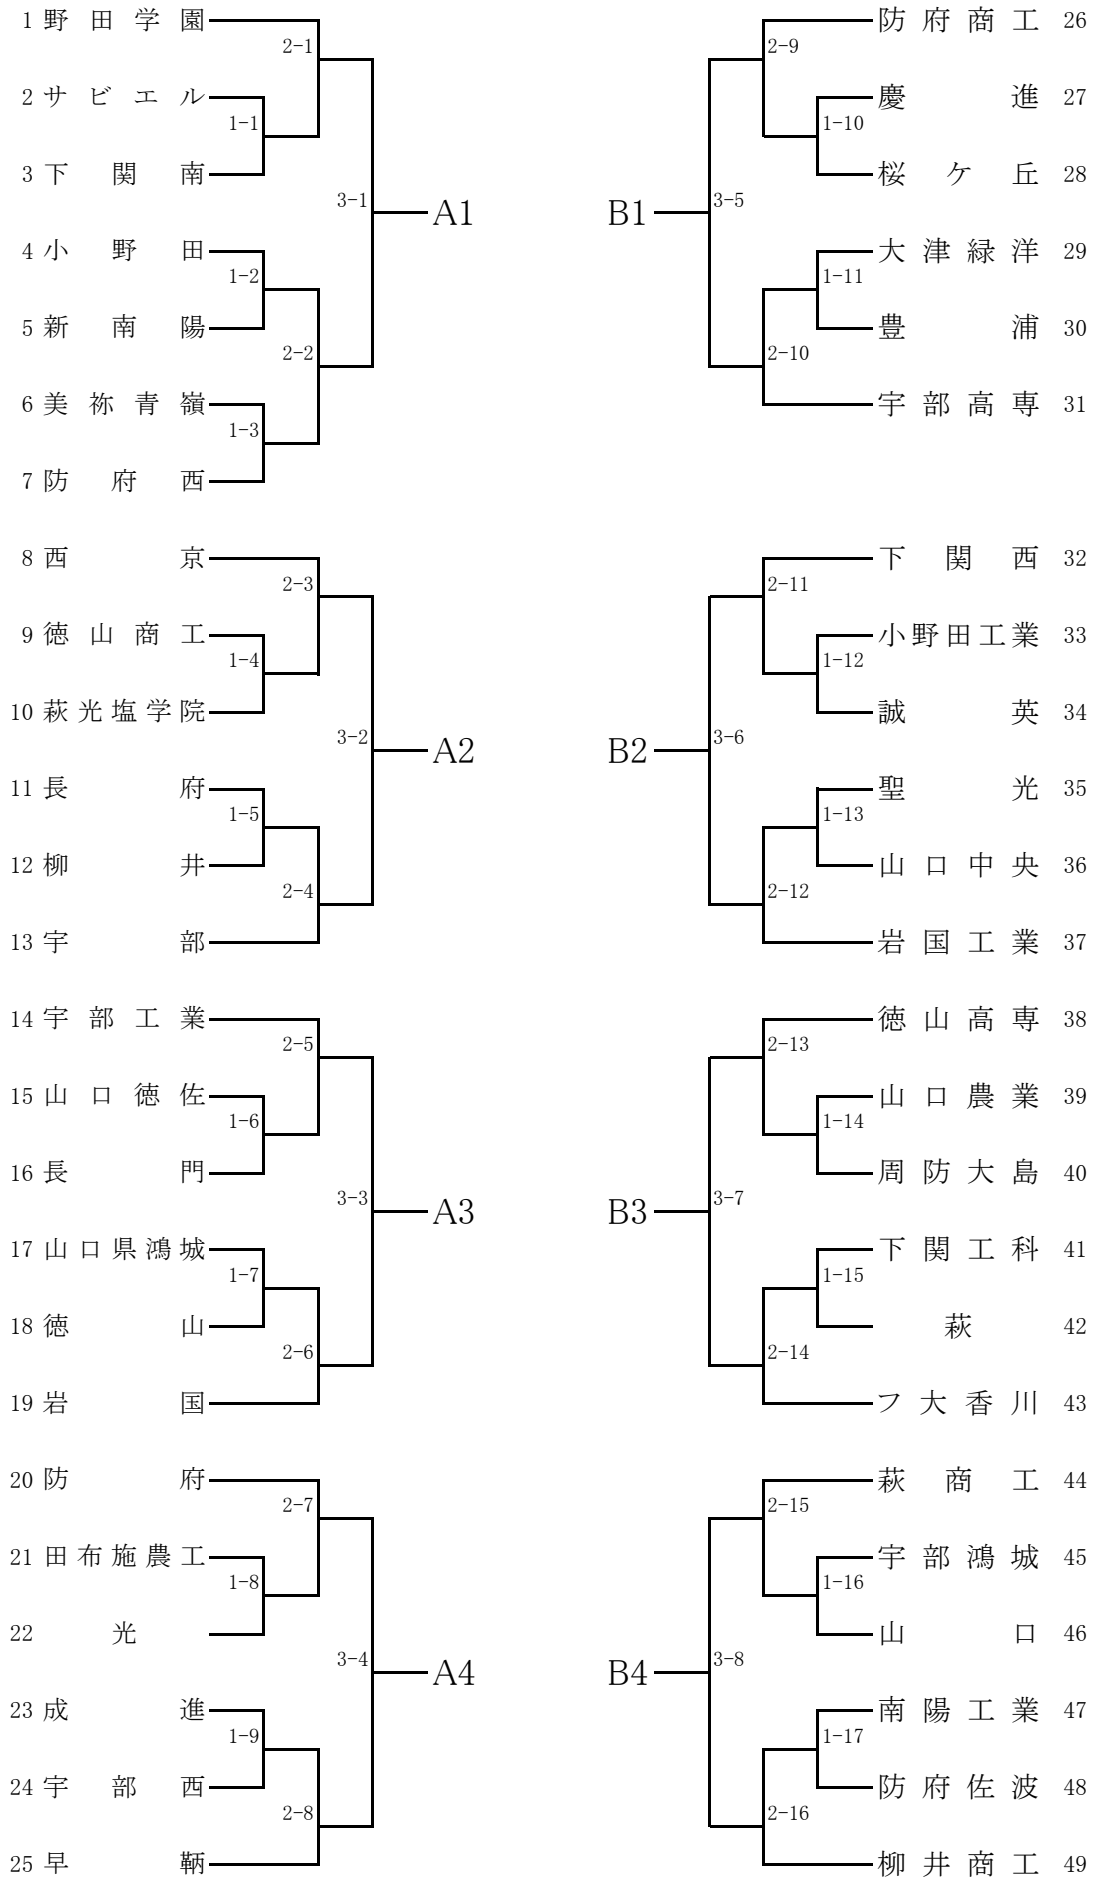 1 野田学園
2-1
2 サビエル
1-1
3 下関南
3-1
A1
4 小野田
1-2
5 新南陽
2-2
6 美祢青嶺
1-3
7 防府西
8 西京
2-3
9 徳山商工
1-4
10 萩光塩学院
3-2
A2
11 長府
1-5
12 柳井
2-4
13 宇部
14 宇部工業
2-5
15 山口徳佐
1-6
16 長門
3-3
A3
17 山口県鴻城
1-7
18 徳山
2-6
19 岩国
20 防府
2-7
21 田布施農工
1-8
22 光
3-4
A4
23 成進
1-9
24 宇部西
2-8
25 早鞆
防府商工 26
2-9
慶進 27
1-10
桜ケ丘 28
3-5
B1
大津緑洋 29
1-11
豊浦 30
2-10
宇部高専 31
下関西 32
2-11
小野田工業 33
1-12
誠英 34
3-6
B2
聖光 35
1-13
山口中央 36
2-12
岩国工業 37
徳山高専 38
2-13
山口農業 39
1-14
周防大島 40
3-7
B3
下関工科 41
1-15
萩 42
2-14
フ大香川 43
萩商工 44
2-15
宇部鴻城 45
1-16
山口 46
3-8
B4
南陽工業 47
1-17
防府佐波 48
2-16
柳井商工 49